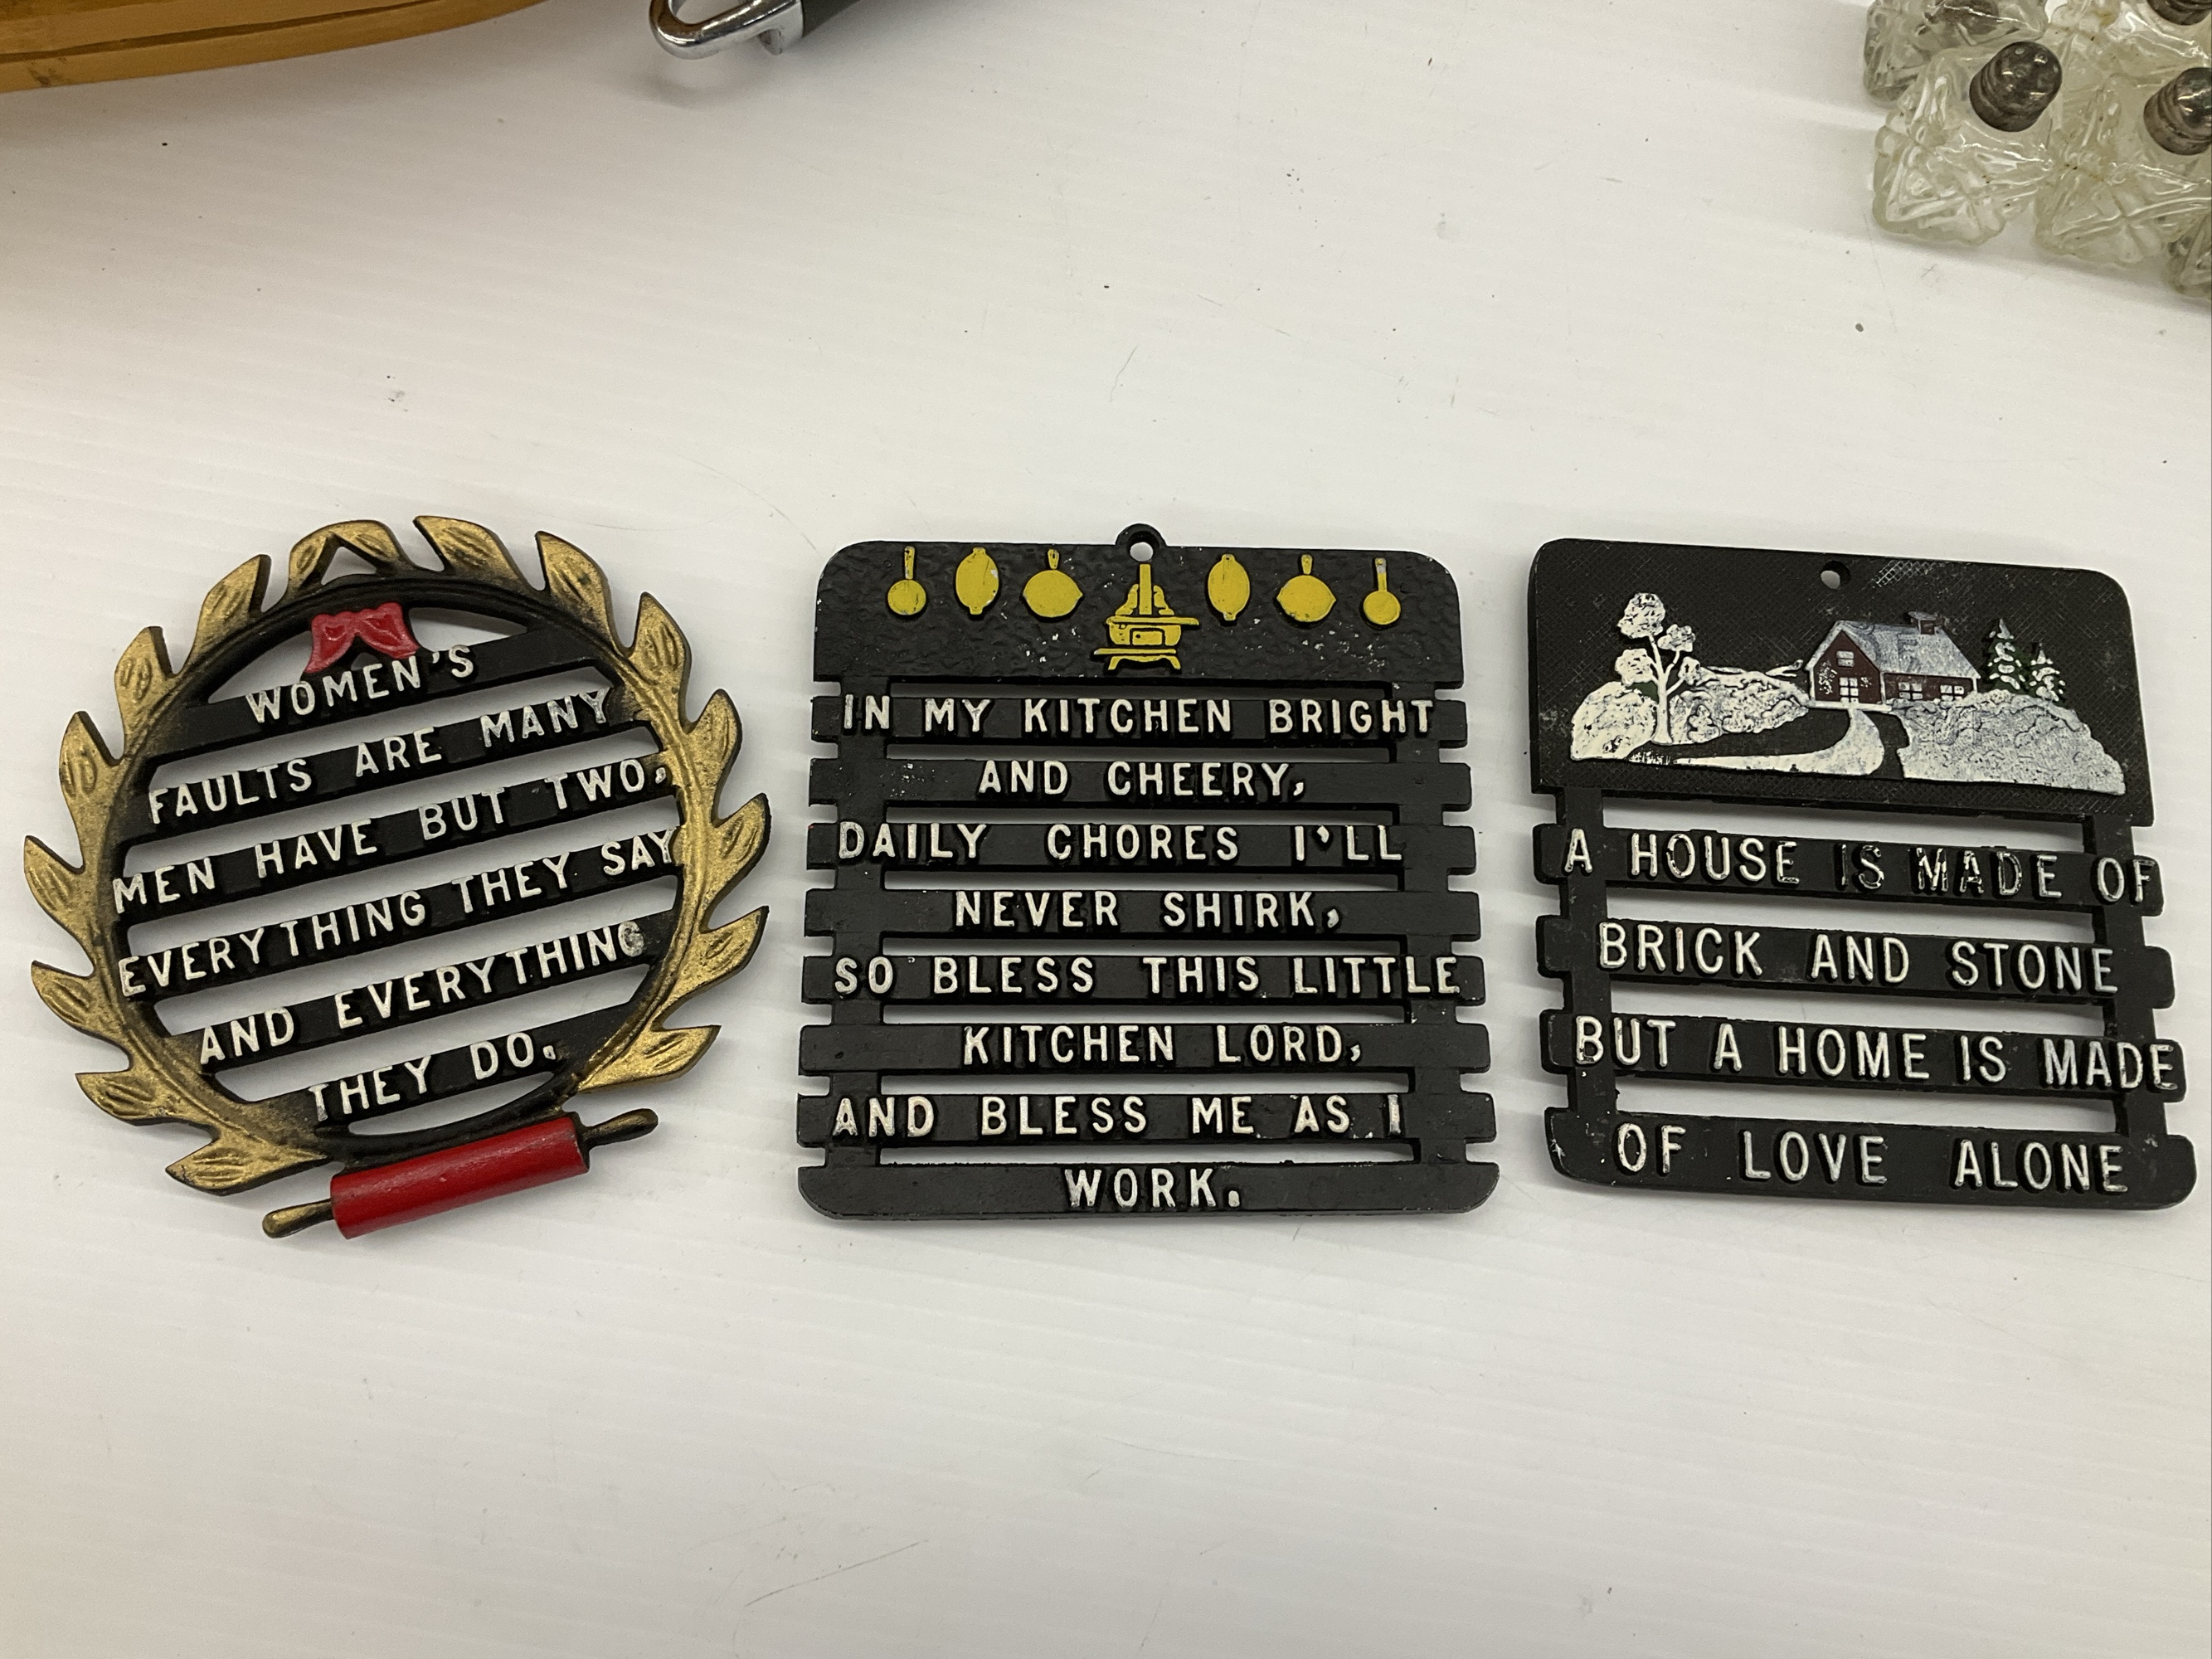 WOMEN'S
FAULTS ARE MANY
MEN HAVE BUT TWO,
EVERYTHING THEY SAY
AND EVERYTHING
THEY DO.
IN MY KITCHEN BRIGHT
AND CHEERY,
DAILY CHORES I'LL
NEVER SHIRK,
SO BLESS THIS LITTLE
KITCHEN LORD,
AND BLESS ME AS I
WORK.
A HOUSE IS MADE OF
BRICK AND STONE
BUT A HOME IS MADE
OF LOVE ALONE